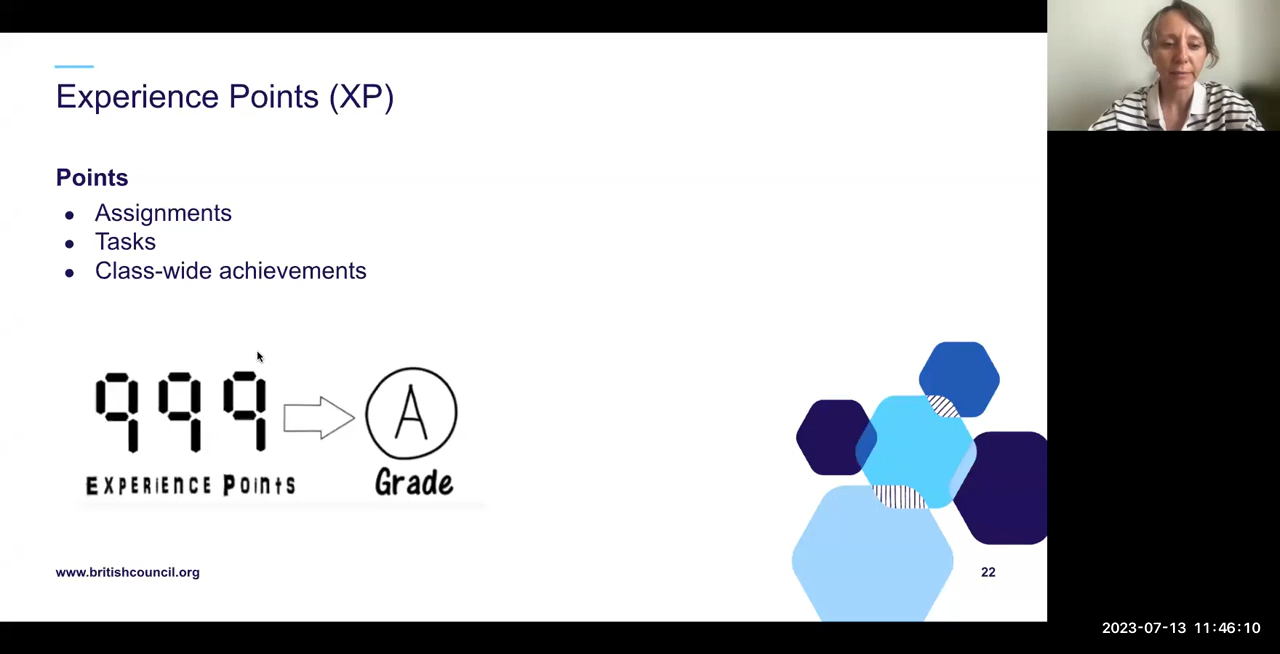 Experience Points (XP)
Points
● Assignments
● Tasks
● Class-wide achievements
999
A
EXPERIENCE POINTS
Grade
www.britishcouncil.org
22
2023-07-13 11:46:10